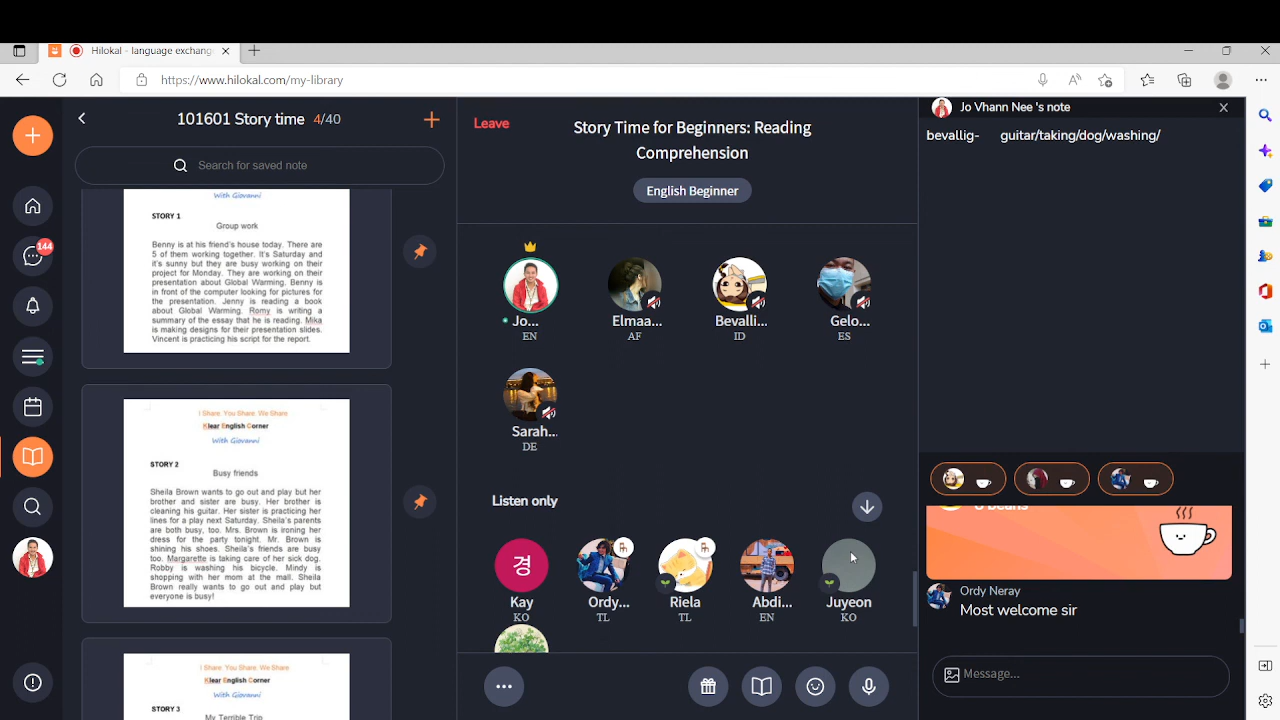 Hilokal - language exchang
https://www.hilokal.com/my-library
101601 Story time 4/40
Search for saved note
144
With Giovanni
STORY 1
Group work
Benny is at his friend's house today. There are
5 of them working together. It's Saturday and
it's sunny but they are busy working on their
project for Monday. They are working on their
presentation about Global Warming. Benny is
in front of the computer looking for pictures for
the presentation. Jenny is reading a book
about Global Warming. Romy is writing a
summary of the essay that he is reading. Mika
is making designs for their presentation slides.
Vincent is practicing his script for the report.
I Share. You Share. We Share
Klear English Corner
With Giovanni
STORY 2
Busy friends
Sheila Brown wants to go out and play but her
brother and sister are busy. Her brother is
cleaning his guitar. Her sister is practicing her
lines for a play next Saturday. Sheila's parents
are both busy, too. Mrs. Brown is ironing her
dress for the party tonight. Mr. Brown is
shining his shoes. Sheila's friends are busy
too. Margarette is taking care of her sick dog.
Robby is washing his bicycle. Mindy is
shopping with her mom at the mall. Sheila
Brown really wants to go out and play but
everyone is busy!
I Share. You Share. We Share
Klear English Corner
With Giovanni
STORY 3
My Terrible Trip
Leave
Story Time for Beginners: Reading
Comprehension
English Beginner
Jo... Elmaa... Bevalli... Gelo...
EN AF ID ES
Sarah...
DE
Listen only
경
Kay Ordy... Riela Abdi... Juyeon
KO TL TL EN KO
Jo Vhann Nee 's note
bevallig- guitar/taking/dog/washing/
beans
Ordy Neray
Most welcome sir
Message...